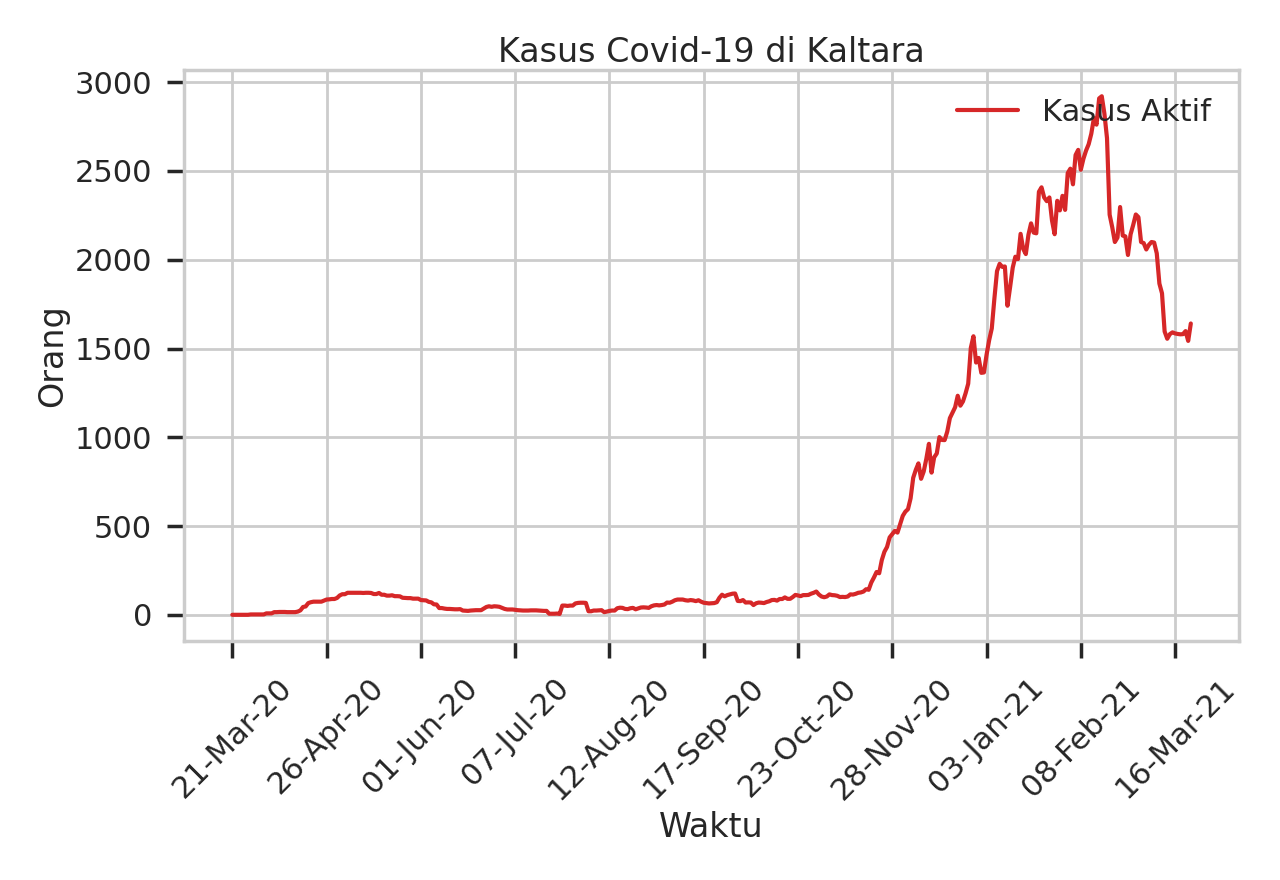 Kasus Covid-19 di Kaltara
Kasus Aktif
3000
2500
2000
1500
1000
500
0
Orang
21-Mar-20
26-Apr-20
01-Jun-20
07-Jul-20
12-Aug-20
17-Sep-20
23-Oct-20
28-Nov-20
03-Jan-21
08-Feb-21
16-Mar-21
Waktu